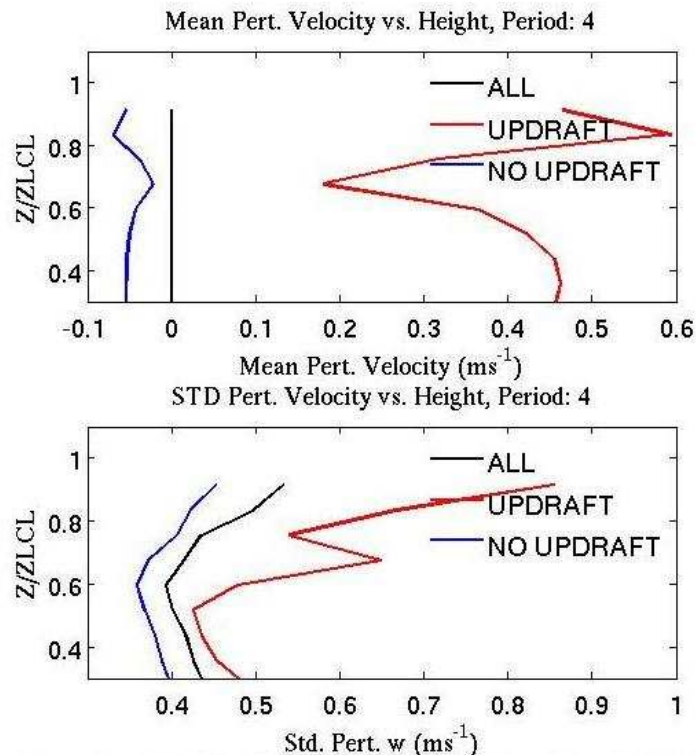 Mean Pert. Velocity vs. Height, Period: 4
1
0.8
0.6
0.4
Z/ZLCL
ALL
UPDRAFT
NO UPDRAFT
-0.1 0 0.1 0.2 0.3 0.4 0.5 0.6
Mean Pert. Velocity (ms⁻¹)
STD Pert. Velocity vs. Height, Period: 4
1
0.8
0.6
0.4
Z/ZLCL
ALL
UPDRAFT
NO UPDRAFT
0.4 0.5 0.6 0.7 0.8 0.9 1
Std. Pert. w (ms⁻¹)